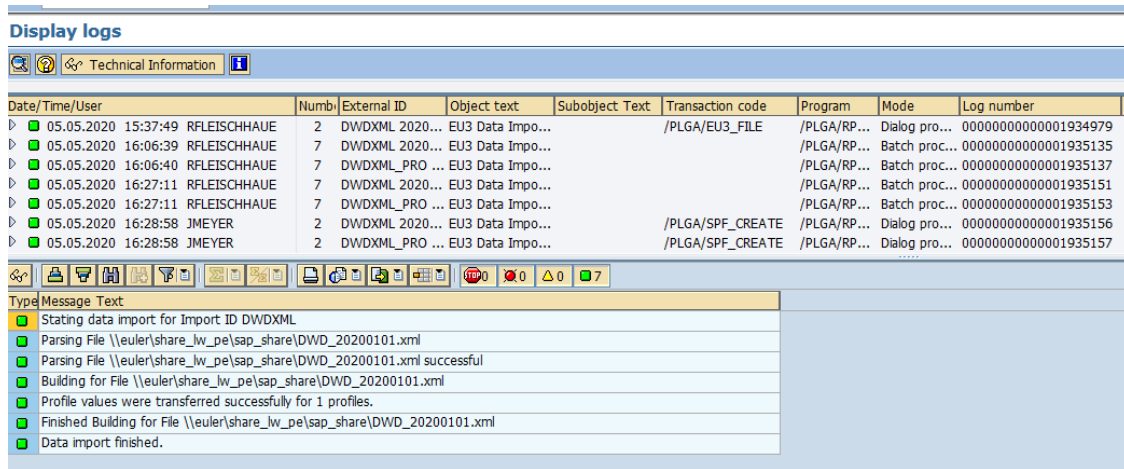 Display logs
Technical Information
Date/Time/User Numb External ID Object text Subobject Text Transaction code Program Mode Log number
05.05.2020 15:37:49 RFLEISCHHAUE 2 DWDXML 2020... EU3 Data Impo... /PLGA/EU3_FILE /PLGA/RP... Dialog pro... 00000000000001934979
05.05.2020 16:06:39 RFLEISCHHAUE 7 DWDXML 2020... EU3 Data Impo... /PLGA/RP... Batch proc... 00000000000001935135
05.05.2020 16:06:40 RFLEISCHHAUE 7 DWDXML_PRO ... EU3 Data Impo... /PLGA/RP... Batch proc... 00000000000001935137
05.05.2020 16:27:11 RFLEISCHHAUE 7 DWDXML 2020... EU3 Data Impo... /PLGA/RP... Batch proc... 00000000000001935151
05.05.2020 16:27:11 RFLEISCHHAUE 7 DWDXML_PRO ... EU3 Data Impo... /PLGA/RP... Batch proc... 00000000000001935153
05.05.2020 16:28:58 JMEYER 2 DWDXML 2020... EU3 Data Impo... /PLGA/SPF_CREATE /PLGA/RP... Dialog pro... 00000000000001935156
05.05.2020 16:28:58 JMEYER 2 DWDXML_PRO ... EU3 Data Impo... /PLGA/SPF_CREATE /PLGA/RP... Dialog pro... 00000000000001935157
STOP 0 0 0 7
Type Message Text
Stating data import for Import ID DWDXML
Parsing File \\euler\share_lw_pe\sap_share\DWD_20200101.xml
Parsing File \\euler\share_lw_pe\sap_share\DWD_20200101.xml successful
Building for File \\euler\share_lw_pe\sap_share\DWD_20200101.xml
Profile values were transferred successfully for 1 profiles.
Finished Building for File \\euler\share_lw_pe\sap_share\DWD_20200101.xml
Data import finished.